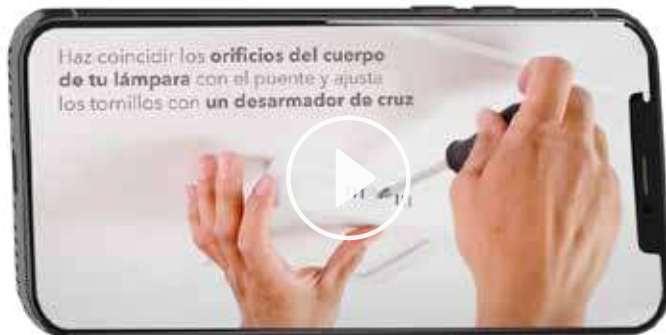 Haz coincidir los orificios del cuerpo
de tu lámpara con el puente y ajusta
los tornillos con un desarmador de cruz